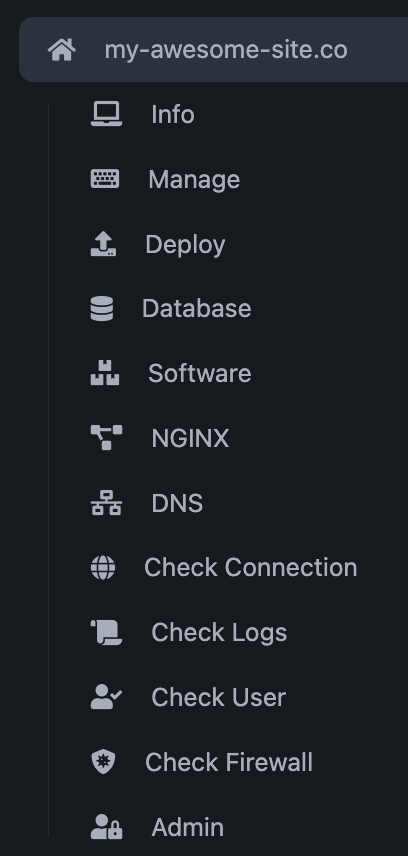 my-awesome-site.co
Info
Manage
Deploy
Database
Software
NGINX
DNS
Check Connection
Check Logs
Check User
Check Firewall
Admin